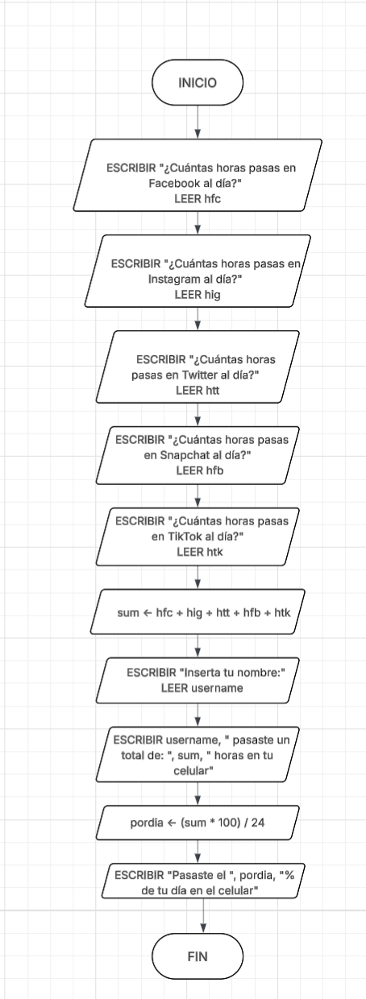 INICIO
ESCRIBIR "¿Cuántas horas pasas en
Facebook al día?"
LEER hfc
ESCRIBIR "¿Cuántas horas pasas en
Instagram al día?"
LEER hig
ESCRIBIR "¿Cuántas horas
pasas en Twitter al día?"
LEER htt
ESCRIBIR "¿Cuántas horas pasas
en Snapchat al día?"
LEER hfb
ESCRIBIR "¿Cuántas horas pasas
en TikTok al día?"
LEER htk
sum ← hfc + hig + htt + hfb + htk
ESCRIBIR "Inserta tu nombre:"
LEER username
ESCRIBIR username, " pasaste un
total de: ", sum, " horas en tu
celular"
pordia ← (sum * 100) / 24
ESCRIBIR "Pasaste el ", pordia, "%
de tu día en el celular"
FIN